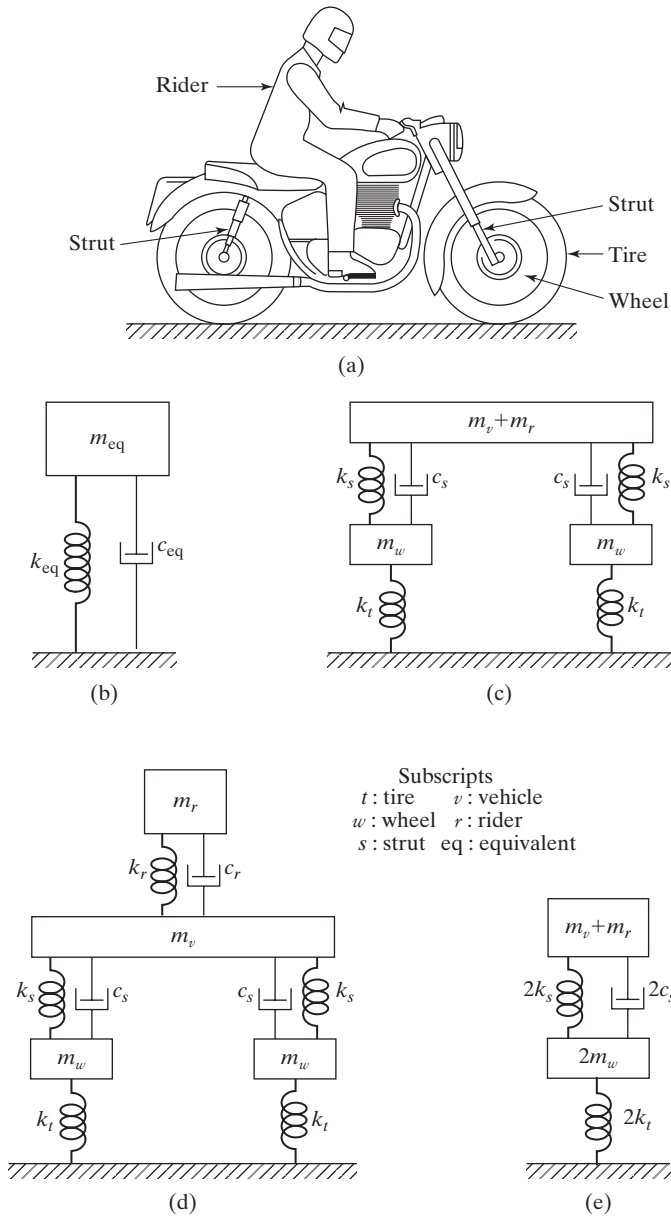 Rider
Strut
Strut
Tire
Wheel
(a)
m_eq
k_eq
c_eq
(b)
m_v+m_r
k_s
c_s
c_s
k_s
m_w
m_w
k_t
k_t
(c)
Subscripts
t : tire v : vehicle
w : wheel r : rider
s : strut eq : equivalent
m_r
k_r
c_r
m_v
k_s
c_s
c_s
k_s
m_w
m_w
k_t
k_t
(d)
m_v+m_r
2k_s
2c_s
2m_w
2k_t
(e)